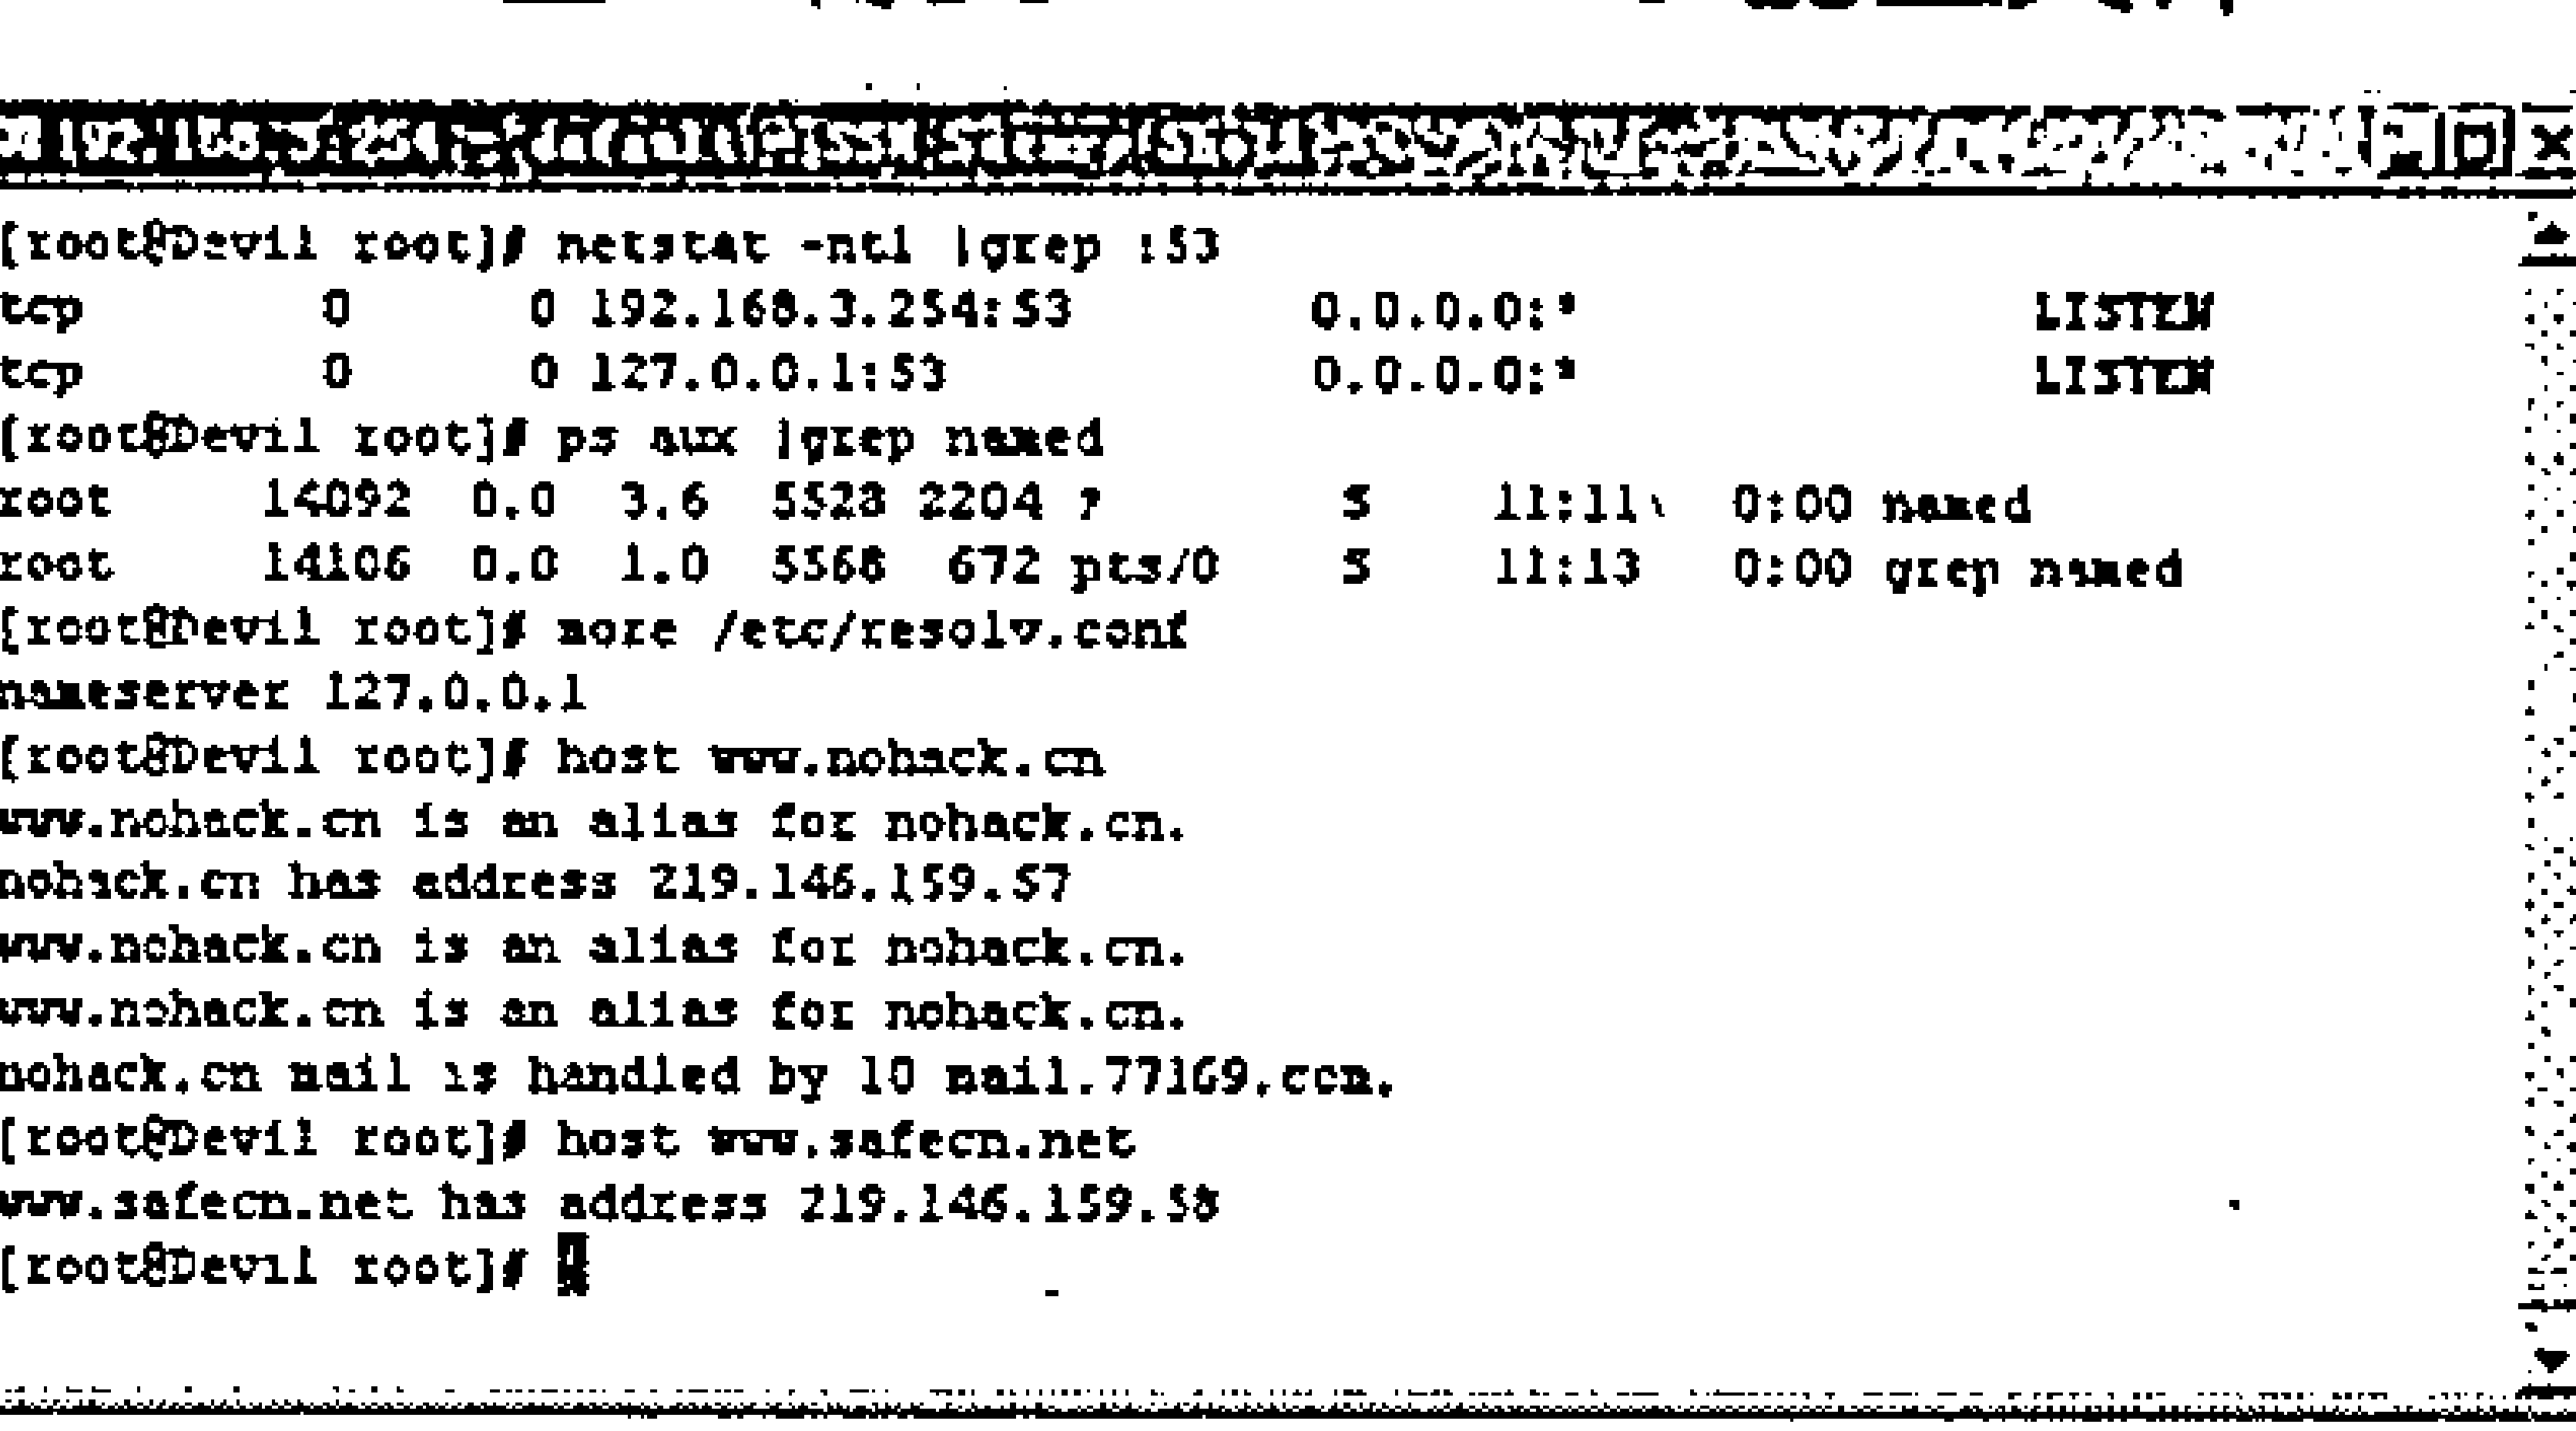 [root@Devil root]# netstat -ntl |grep :53
tcp        0      0 192.168.3.254:53        0.0.0.0:*               LISTEN
tcp        0      0 127.0.0.1:53            0.0.0.0:*               LISTEN
[root@Devil root]# ps aux |grep named
root     14092  0.0  3.6  5528 2204 ?        S    11:11   0:00 named
root     14106  0.0  1.0  5568  672 pts/0    S    11:13   0:00 grep named
[root@Devil root]# more /etc/resolv.conf
nameserver 127.0.0.1
[root@Devil root]# host www.nohack.cn
www.nohack.cn is an alias for nohack.cn.
nohack.cn has address 219.146.159.57
www.nohack.cn is an alias for nohack.cn.
www.nohack.cn is an alias for nohack.cn.
nohack.cn mail is handled by 10 mail.77169.com.
[root@Devil root]# host www.safecn.net
www.safecn.net has address 219.146.159.58
[root@Devil root]#